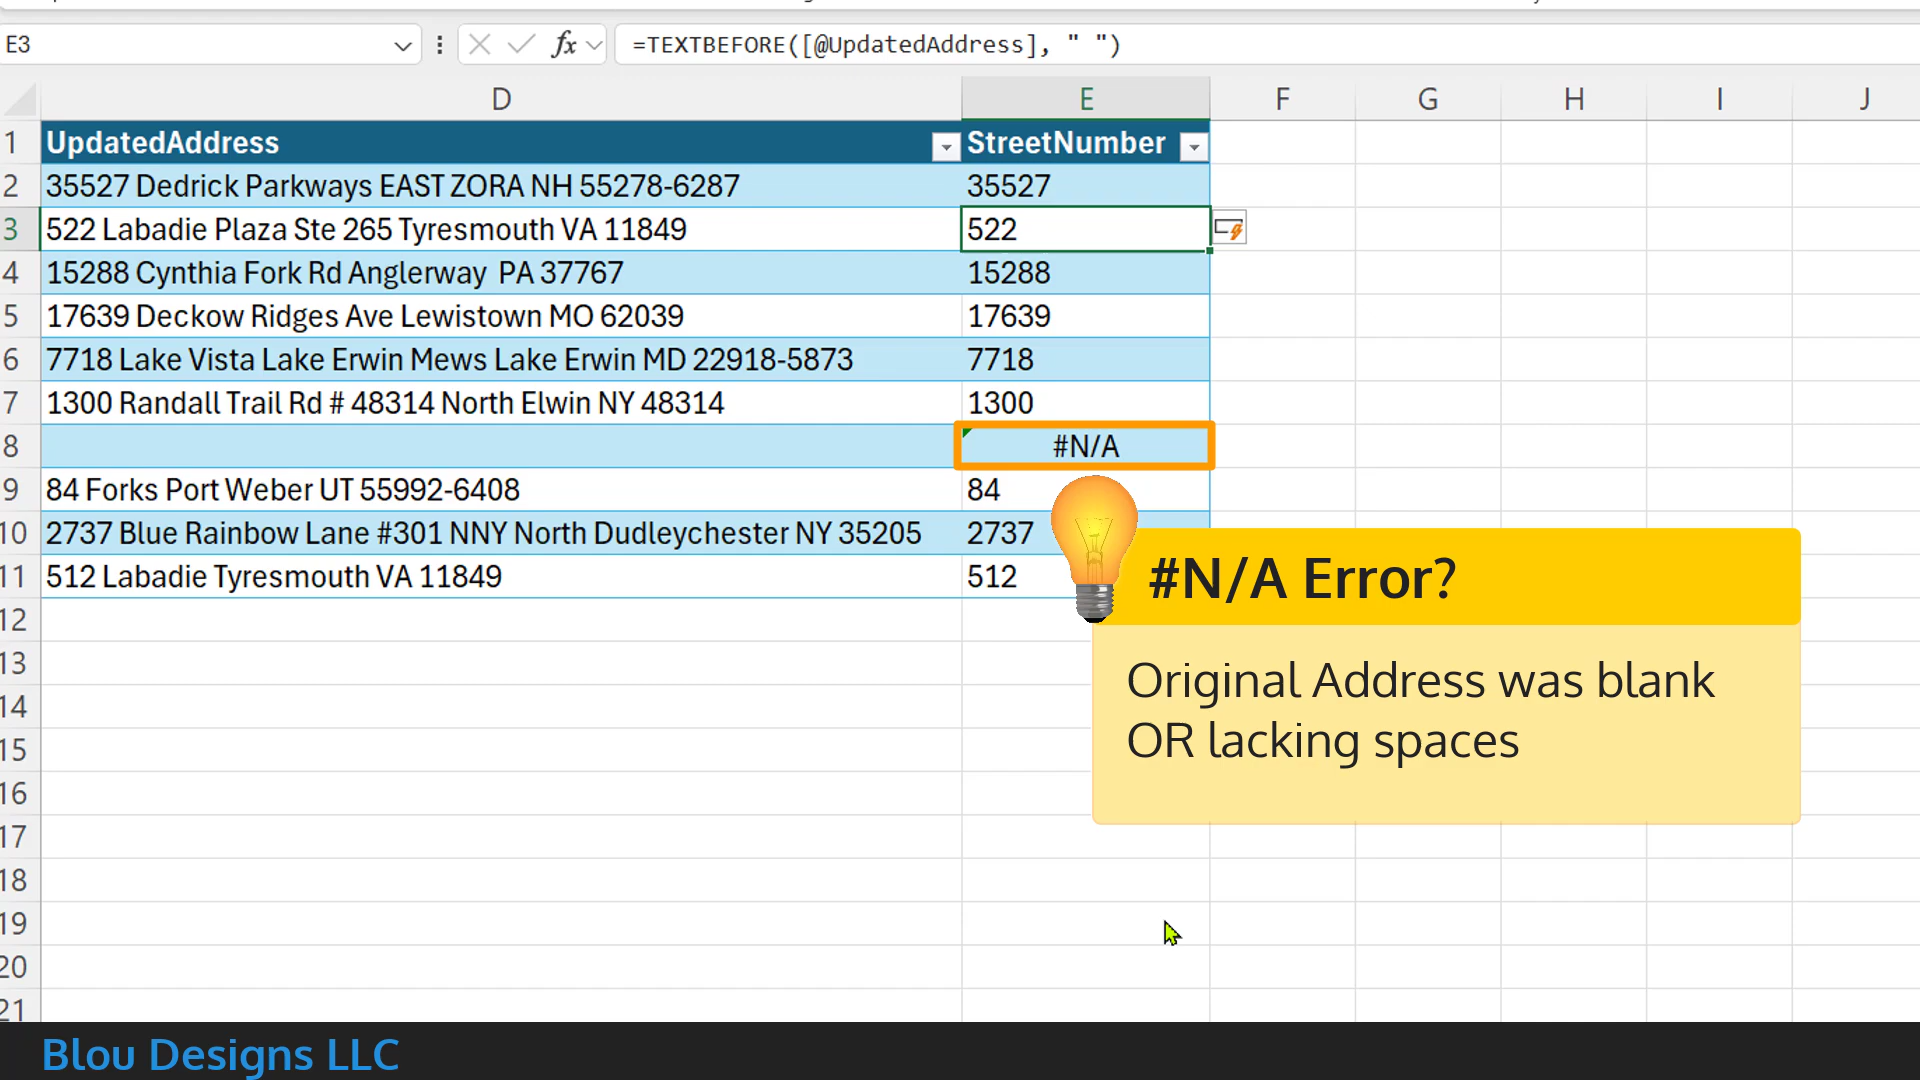 E3
fx
=TEXTBEFORE([@UpdatedAddress], " ")
D E F G H I J
1 UpdatedAddress StreetNumber
2 35527 Dedrick Parkways EAST ZORA NH 55278-6287 35527
3 522 Labadie Plaza Ste 265 Tyresmouth VA 11849 522
4 15288 Cynthia Fork Rd Anglerway  PA 37767 15288
5 17639 Deckow Ridges Ave Lewistown MO 62039 17639
6 7718 Lake Vista Lake Erwin Mews Lake Erwin MD 22918-5873 7718
7 1300 Randall Trail Rd # 48314 North Elwin NY 48314 1300
8 #N/A
9 84 Forks Port Weber UT 55992-6408 84
10 2737 Blue Rainbow Lane #301 NNY North Dudleychester NY 35205 2737
11 512 Labadie Tyresmouth VA 11849 512
12
13
14
15
16
17
18
19
20
21
#N/A Error?
Original Address was blank
OR lacking spaces
Blou Designs LLC